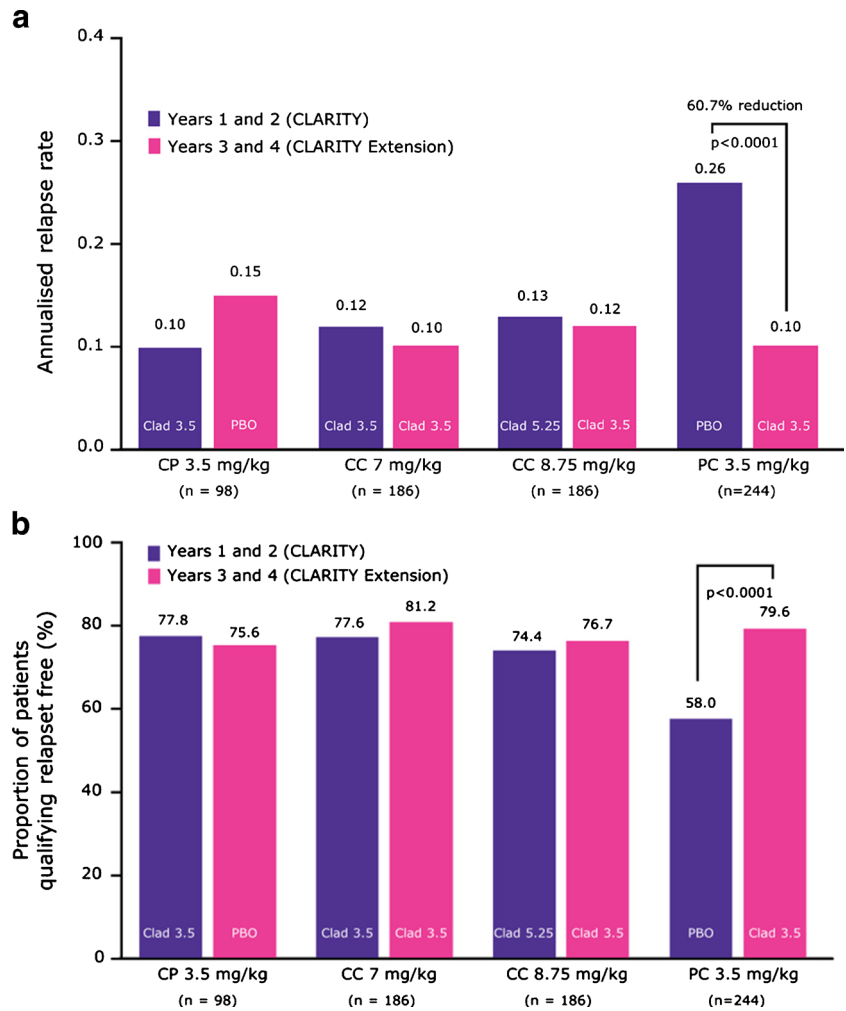 a
0.4
0.3
0.2
0.1
0.0
Annualised relapse rate
Years 1 and 2 (CLARITY)
Years 3 and 4 (CLARITY Extension)
60.7% reduction
p<0.0001
0.10
0.15
0.12
0.10
0.13
0.12
0.26
0.10
Clad 3.5
PBO
Clad 3.5
Clad 3.5
Clad 5.25
Clad 3.5
PBO
Clad 3.5
CP 3.5 mg/kg
(n = 98)
CC 7 mg/kg
(n = 186)
CC 8.75 mg/kg
(n = 186)
PC 3.5 mg/kg
(n=244)
b
100
80
60
40
20
0
Proportion of patients
qualifying relapset free (%)
Years 1 and 2 (CLARITY)
Years 3 and 4 (CLARITY Extension)
p<0.0001
77.8
75.6
77.6
81.2
74.4
76.7
58.0
79.6
Clad 3.5
PBO
Clad 3.5
Clad 3.5
Clad 5.25
Clad 3.5
PBO
Clad 3.5
CP 3.5 mg/kg
(n = 98)
CC 7 mg/kg
(n = 186)
CC 8.75 mg/kg
(n = 186)
PC 3.5 mg/kg
(n=244)